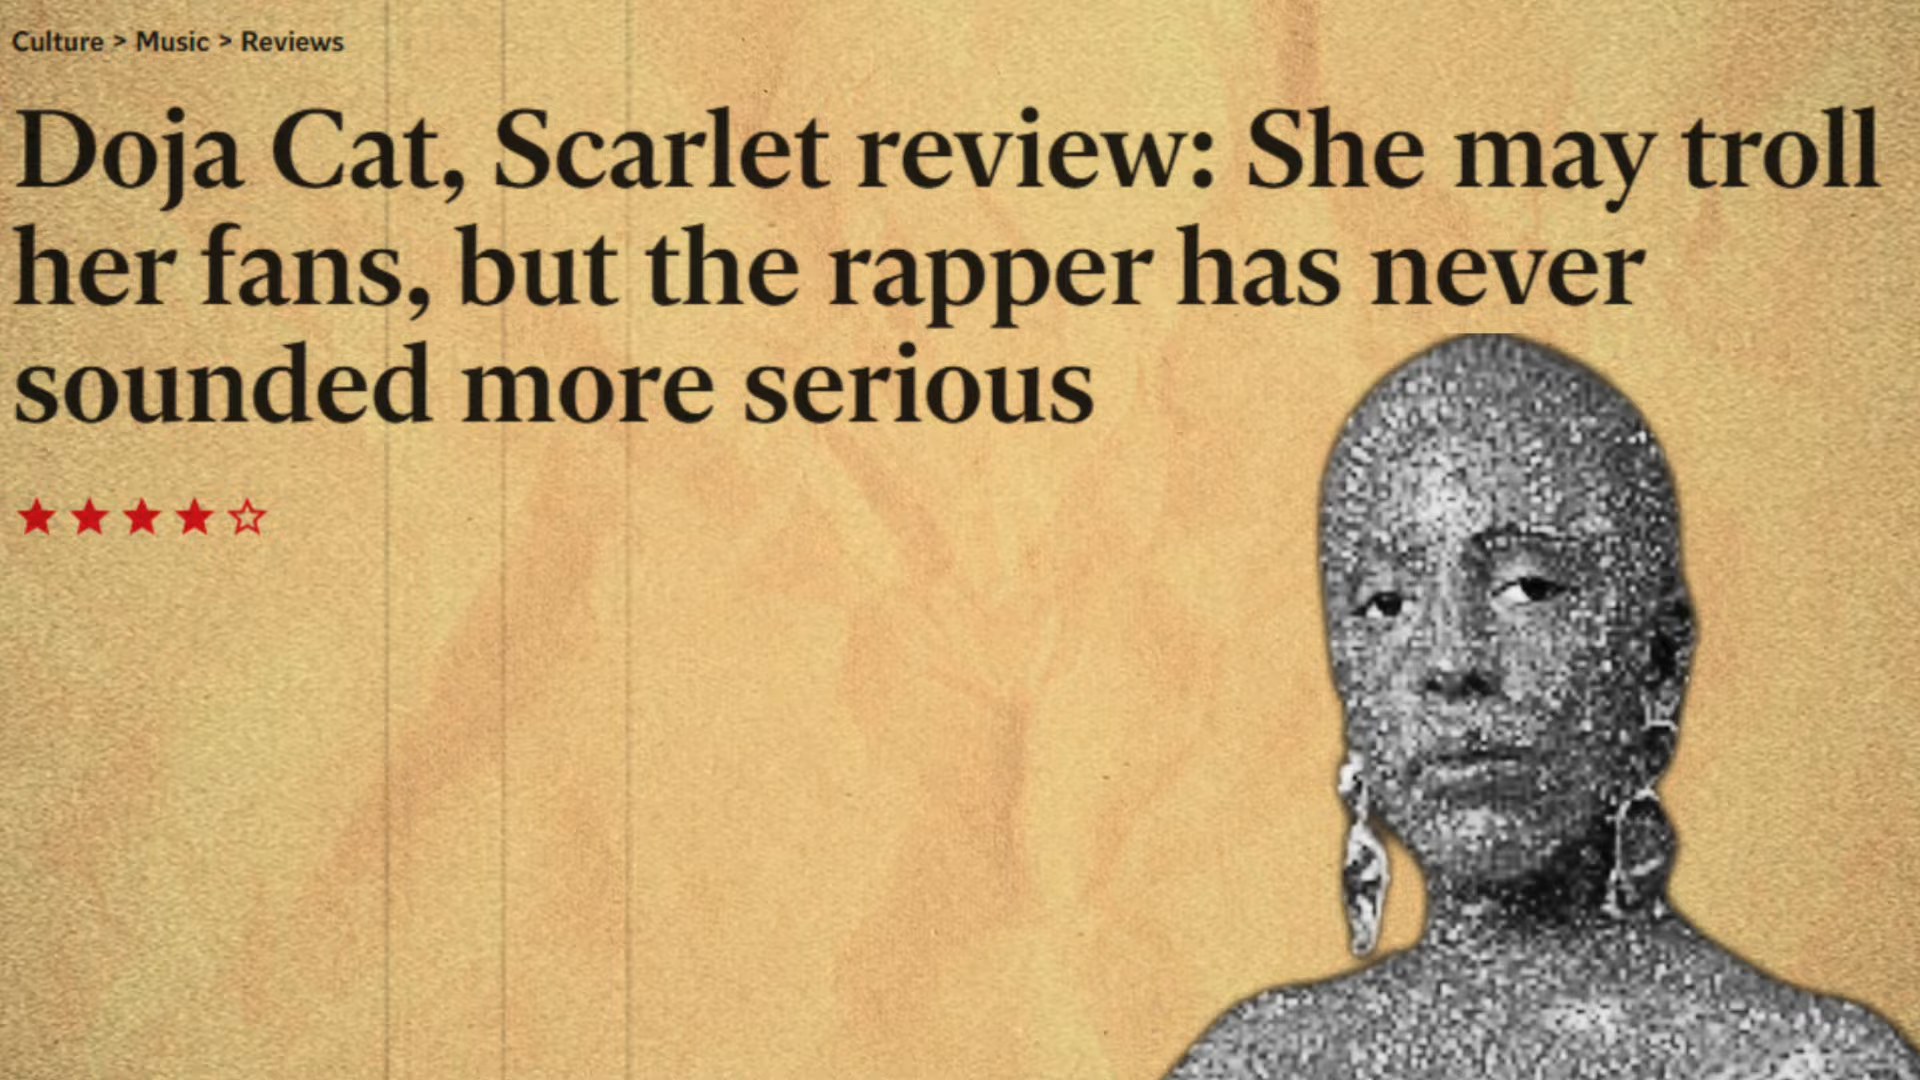 Culture > Music > Reviews
Doja Cat, Scarlet review: She may troll
her fans, but the rapper has never
sounded more serious